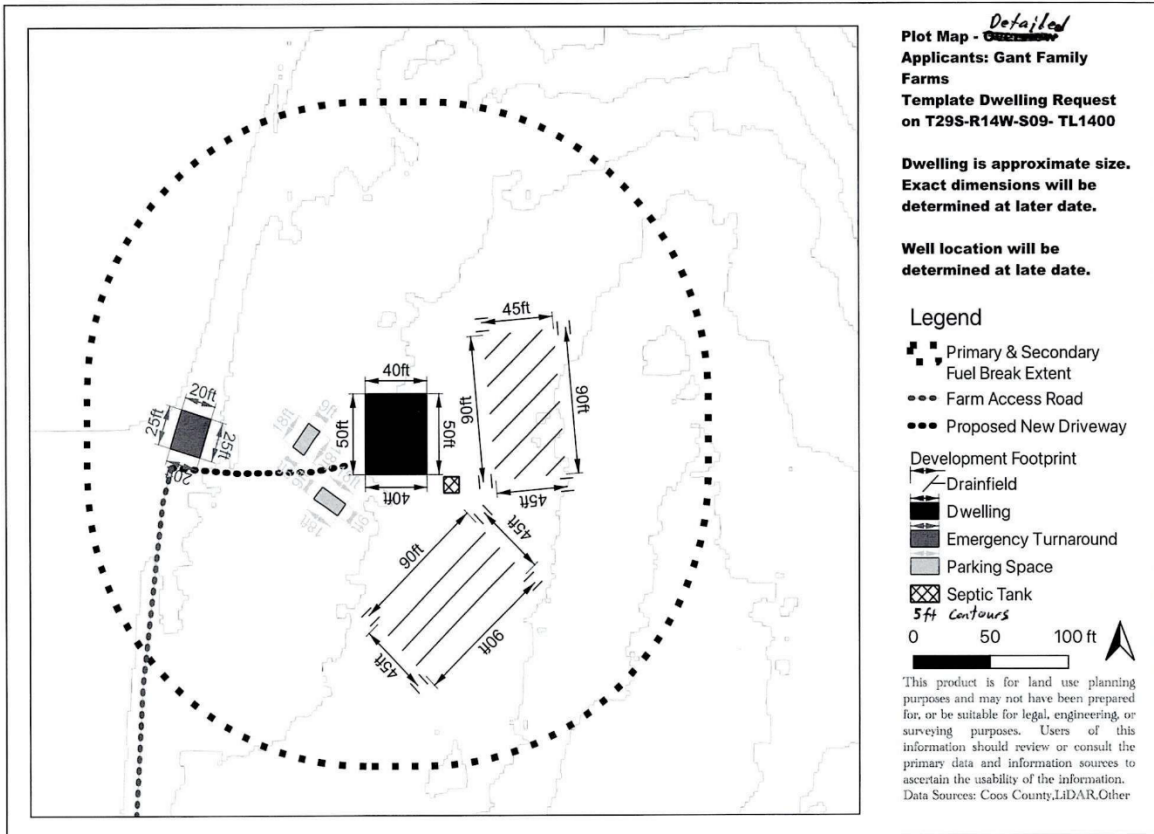 Detailed
Plot Map -
Applicants: Gant Family
Farms
Template Dwelling Request
on T29S-R14W-S09- TL1400
Dwelling is approximate size.
Exact dimensions will be
determined at later date.
Well location will be
determined at late date.
Legend
Primary & Secondary
Fuel Break Extent
Farm Access Road
Proposed New Driveway
Development Footprint
Drainfield
Dwelling
Emergency Turnaround
Parking Space
Septic Tank
5ft Contours
0 50 100 ft
This product is for land use planning
purposes and may not have been prepared
for, or be suitable for legal, engineering, or
surveying purposes. Users of this
information should review or consult the
primary data and information sources to
ascertain the usability of the information.
Data Sources: Coos County,LiDAR,Other
45ft
90ft
90ft
45ft
40ft
50ft
50ft
40ft
20ft
25ft
25ft
18ft
9ft
18ft
9ft
45ft
90ft
90ft
45ft